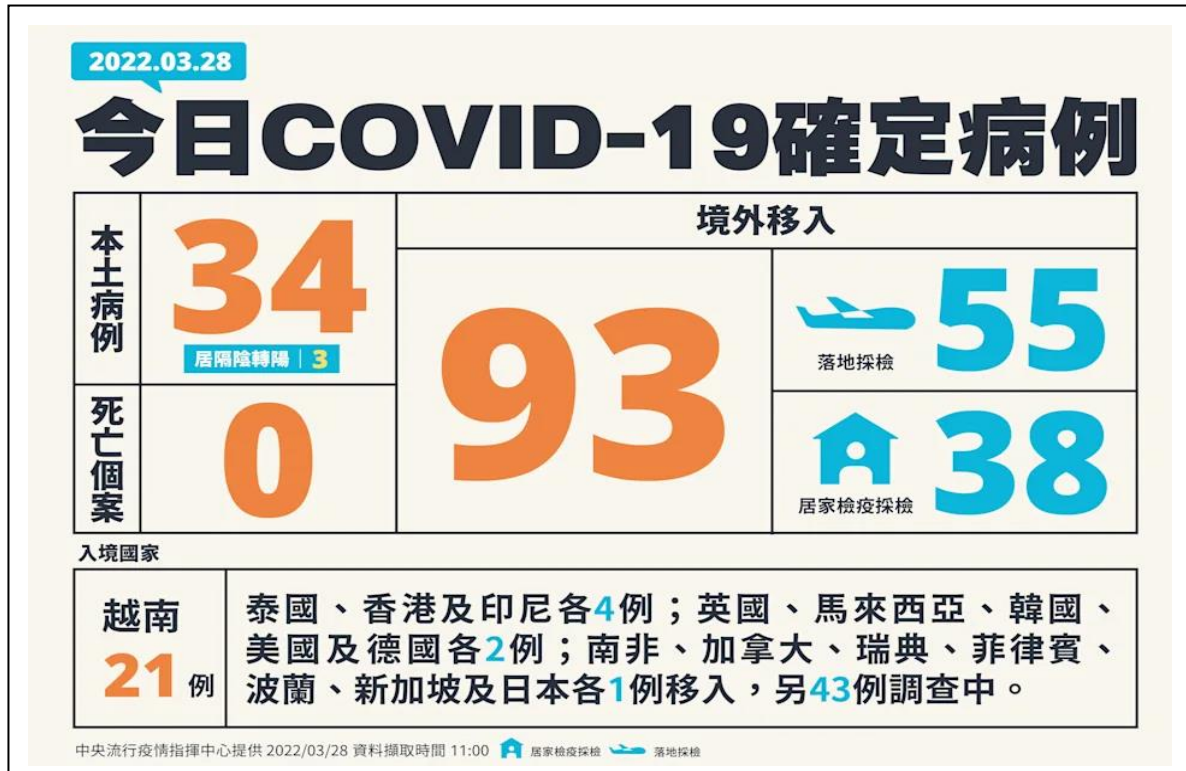 2022.03.28
今日COVID-19確定病例
本土病例
34
居隔陰轉陽｜3
死亡個案
0
境外移入
93
落地採檢
55
居家檢疫採檢
38
入境國家
越南
21例
泰國、香港及印尼各4例；英國、馬來西亞、韓國、
美國及德國各2例；南非、加拿大、瑞典、菲律賓、
波蘭、新加坡及日本各1例移入，另43例調查中。
中央流行疫情指揮中心提供 2022/03/28 資料擷取時間 11:00 居家檢疫採檢 落地採檢